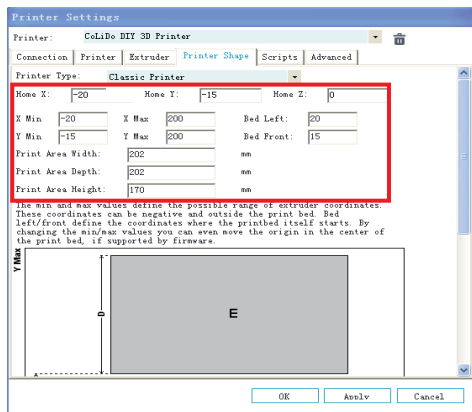 Printer Settings
Printer: CoLiDo DIY 3D Printer
Connection Printer Extruder Printer Shape Scripts Advanced
Printer Type: Classic Printer
Home X: -20 Home Y: -15 Home Z: 0
X Min -20 X Max 200 Bed Left: 20
Y Min -15 Y Max 200 Bed Front: 15
Print Area Width: 202 mm
Print Area Depth: 202 mm
Print Area Height: 170 mm
The min and max values define the possible range of extruder coordinates.
These coordinates can be negative and outside the print bed. Bed
left/front define the coordinates where the printbed itself starts. By
changing the min/max values you can even move the origin in the center of
the print bed, if supported by firmware.
Y Max
D
E
OK Apply Cancel